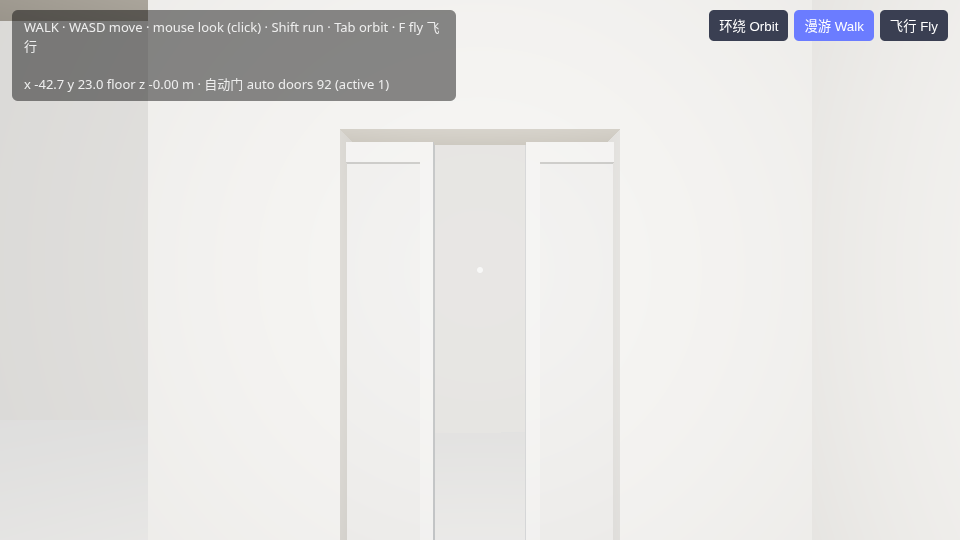 WALK · WASD move · mouse look (click) · Shift run · Tab orbit · F fly 飞
行
x -42.7 y 23.0 floor z -0.00 m · 自动门 auto doors 92 (active 1)
环绕 Orbit
漫游 Walk
飞行 Fly